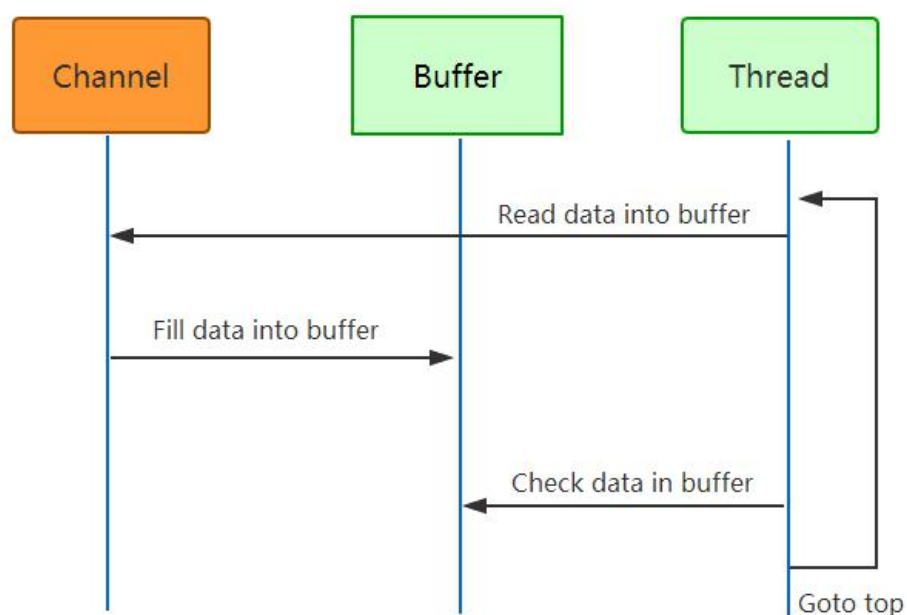 Channel
Buffer
Thread
Read data into buffer
Fill data into buffer
Check data in buffer
Goto top